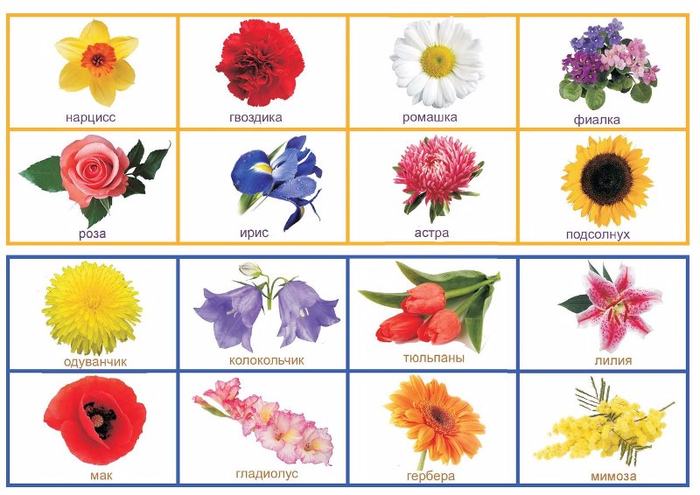 нарцисс
гвоздика
ромашка
фиалка
роза
ирис
астра
подсолнух
одуванчик
колокольчик
тюльпаны
лилия
мак
гладиолус
гербера
мимоза